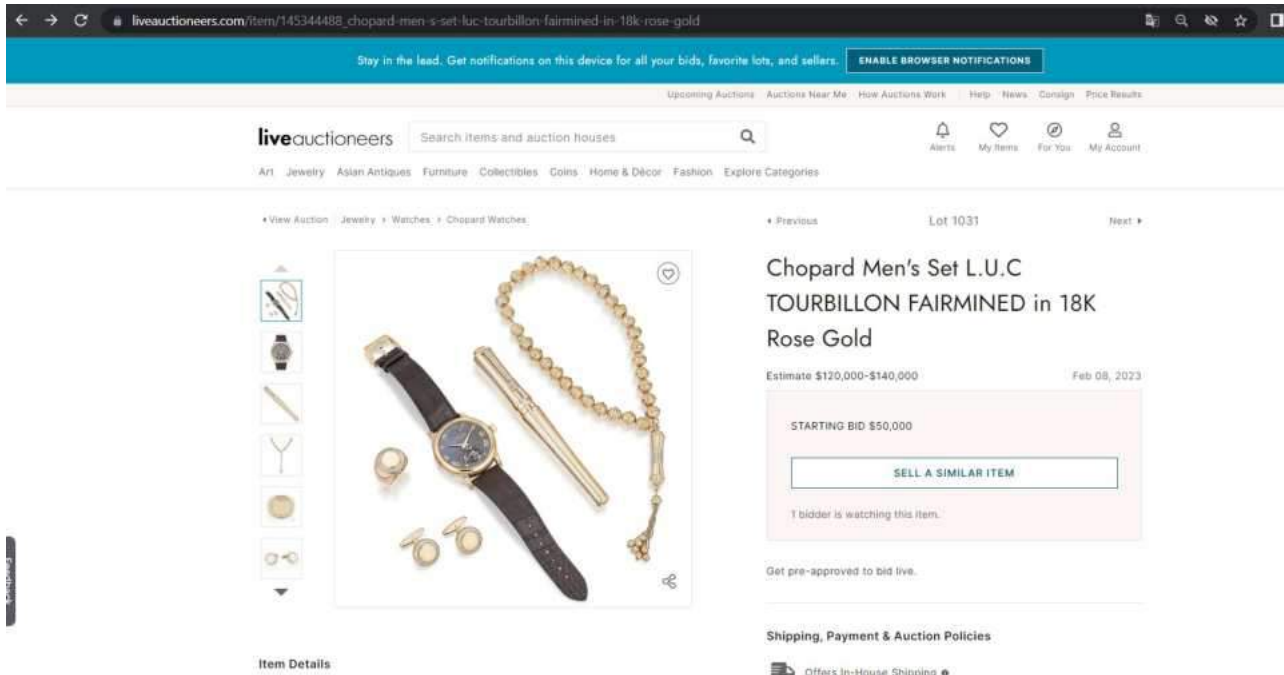 liveauctioneers.com/item/145344488_chopard-men-s-set-luc-tourbillon-fairmined-in-18k-rose-gold
Stay in the lead. Get notifications on this device for all your bids, favorite lots, and sellers. ENABLE BROWSER NOTIFICATIONS
Upcoming Auctions Auctions Near Me How Auctions Work Help News Consign Price Results
liveauctioneers Search items and auction houses
Alerts My Items For You My Account
Art Jewelry Asian Antiques Furniture Collectibles Coins Home & Décor Fashion Explore Categories
View Auction Jewelry Watches Chopard Watches
Previous Lot 1031 Next
Chopard Men's Set L.U.C
TOURBILLON FAIRMINED in 18K
Rose Gold
Estimate $120,000-$140,000 Feb 08, 2023
STARTING BID $50,000
SELL A SIMILAR ITEM
1 bidder is watching this item.
Get pre-approved to bid live.
Shipping, Payment & Auction Policies
Item Details
Offers In-House Shipping